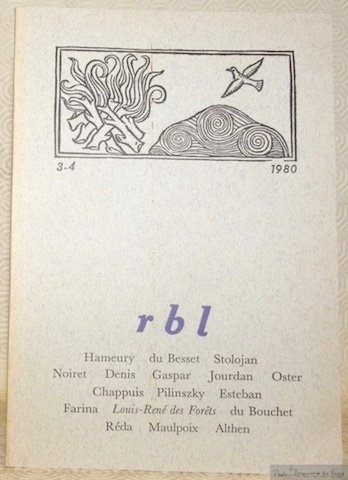 3-4 1980
rbl
Hameury du Besset Stolojan
Noiret Denis Gaspar Jourdan Oster
Chappuis Pilinszky Esteban
Farina Louis-René des Forêts du Bouchet
Réda Maulpoix Althen